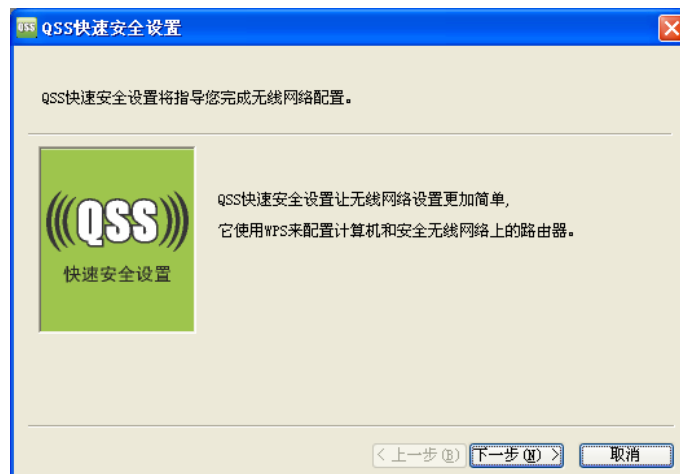 QSS QSS快速安全设置
QSS快速安全设置将指导您完成无线网络配置。
QSS快速安全设置让无线网络设置更加简单,
它使用WPS来配置计算机和安全无线网络上的路由器。
(((QSS)))
快速安全设置
< 上一步(B) 下一步(N) > 取消